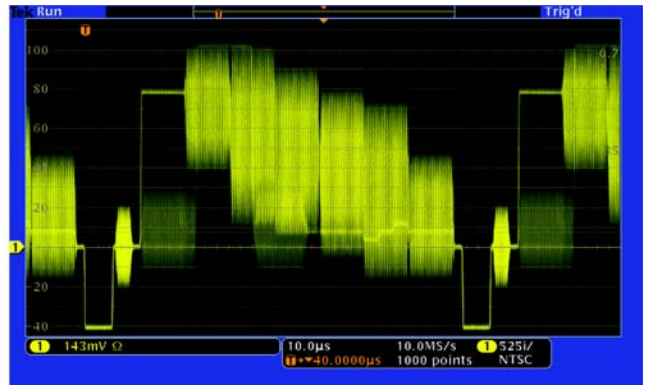 Tek Run Trig'd
100
80
60
20
-20
-40
1
1 143mV Ω
10.0µs 10.0MS/s 1 525i/
T→▼40.0000µs 1000 points NTSC
0.7